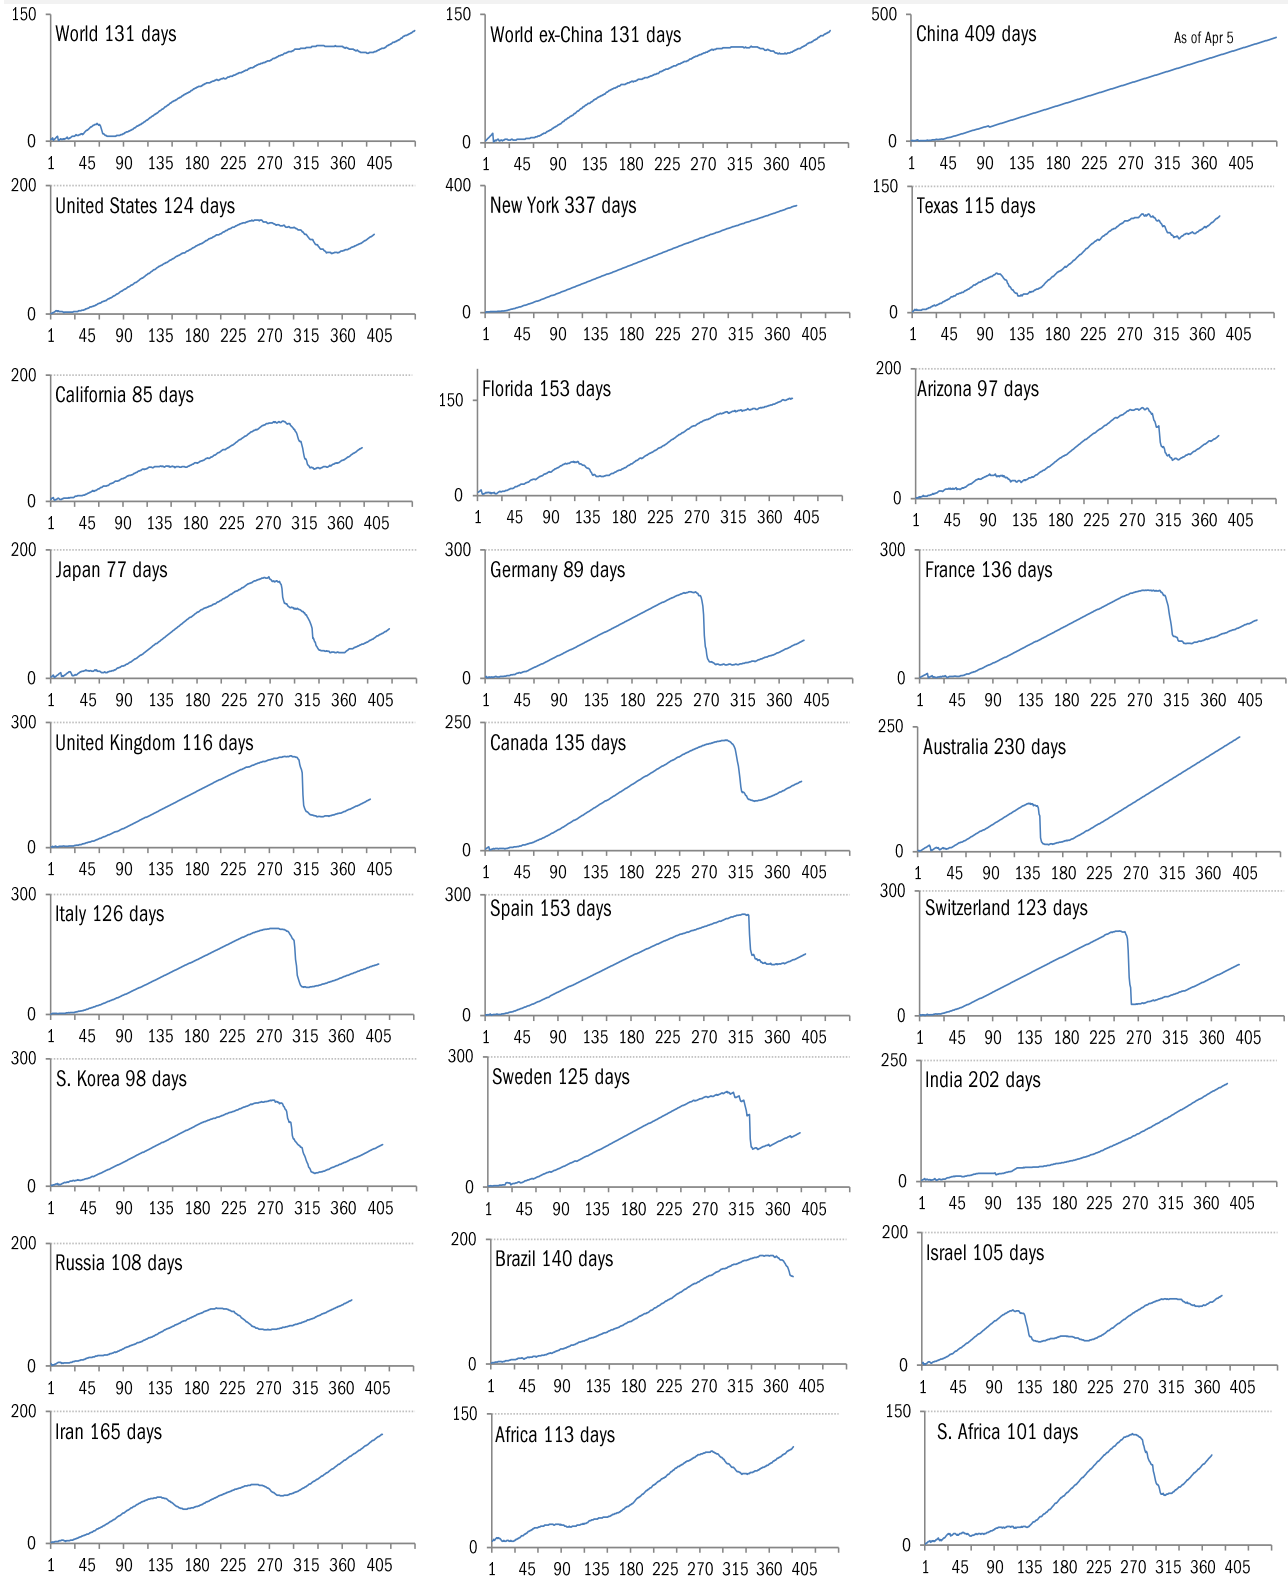 150
World 131 days
0
1 45 90 135 180 225 270 315 360 405
150
World ex-China 131 days
0
1 45 90 135 180 225 270 315 360 405
500
China 409 days
As of Apr 5
0
1 45 90 135 180 225 270 315 360 405
200
United States 124 days
0
1 45 90 135 180 225 270 315 360 405
400
New York 337 days
0
1 45 90 135 180 225 270 315 360 405
150
Texas 115 days
0
1 45 90 135 180 225 270 315 360 405
200
California 85 days
0
1 45 90 135 180 225 270 315 360 405
150
Florida 153 days
0
1 45 90 135 180 225 270 315 360 405
200
Arizona 97 days
0
1 45 90 135 180 225 270 315 360 405
200
Japan 77 days
0
1 45 90 135 180 225 270 315 360 405
300
Germany 89 days
0
1 45 90 135 180 225 270 315 360 405
300
France 136 days
0
1 45 90 135 180 225 270 315 360 405
300
United Kingdom 116 days
0
1 45 90 135 180 225 270 315 360 405
250
Canada 135 days
0
1 45 90 135 180 225 270 315 360 405
250
Australia 230 days
0
1 45 90 135 180 225 270 315 360 405
300
Italy 126 days
0
1 45 90 135 180 225 270 315 360 405
300
Spain 153 days
0
1 45 90 135 180 225 270 315 360 405
300
Switzerland 123 days
0
1 45 90 135 180 225 270 315 360 405
300
S. Korea 98 days
0
1 45 90 135 180 225 270 315 360 405
300
Sweden 125 days
0
1 45 90 135 180 225 270 315 360 405
250
India 202 days
0
1 45 90 135 180 225 270 315 360 405
200
Russia 108 days
0
1 45 90 135 180 225 270 315 360 405
200
Brazil 140 days
0
1 45 90 135 180 225 270 315 360 405
200
Israel 105 days
0
1 45 90 135 180 225 270 315 360 405
200
Iran 165 days
0
1 45 90 135 180 225 270 315 360 405
150
Africa 113 days
0
1 45 90 135 180 225 270 315 360 405
150
S. Africa 101 days
0
1 45 90 135 180 225 270 315 360 405